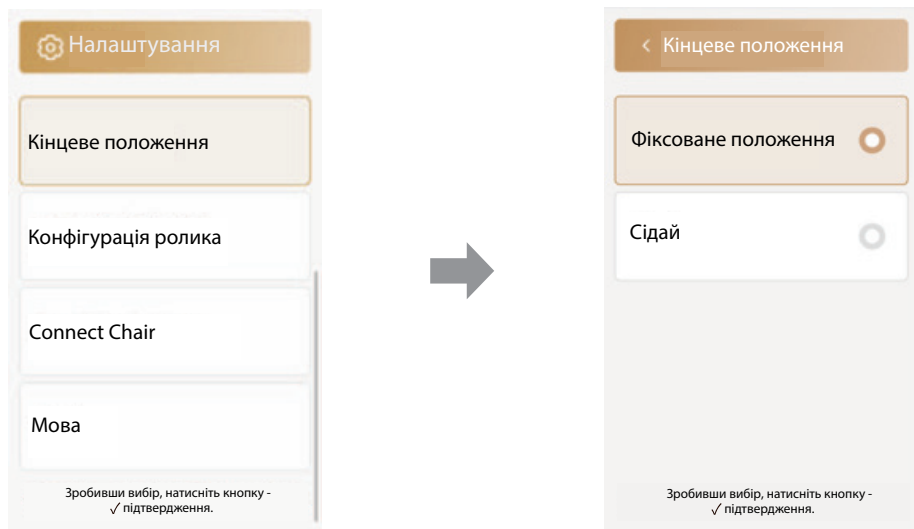 Налаштування
Кінцеве положення
Конфігурація ролика
Connect Chair
Мова
Зробивши вибір, натисніть кнопку -
✓ підтвердження.
< Кінцеве положення
Фіксоване положення
Сідай
Зробивши вибір, натисніть кнопку -
✓ підтвердження.